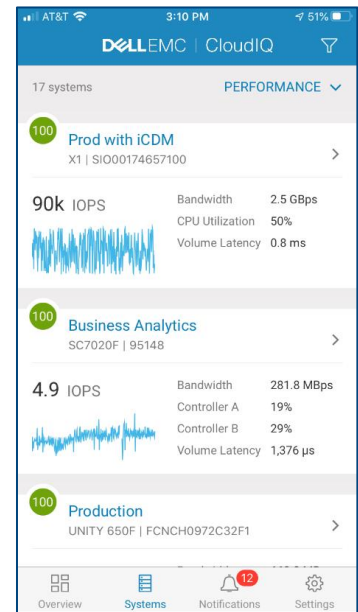 AT&T 3:10 PM 51%
DELLEMC | CloudIQ
17 systems PERFORMANCE
100
Prod with iCDM
X1 | SIO00174657100
90k IOPS
Bandwidth 2.5 GBps
CPU Utilization 50%
Volume Latency 0.8 ms
100
Business Analytics
SC7020F | 95148
4.9 IOPS
Bandwidth 281.8 MBps
Controller A 19%
Controller B 29%
Volume Latency 1,376 µs
100
Production
UNITY 650F | FCNCH0972C32F1
12
Overview Systems Notifications Settings